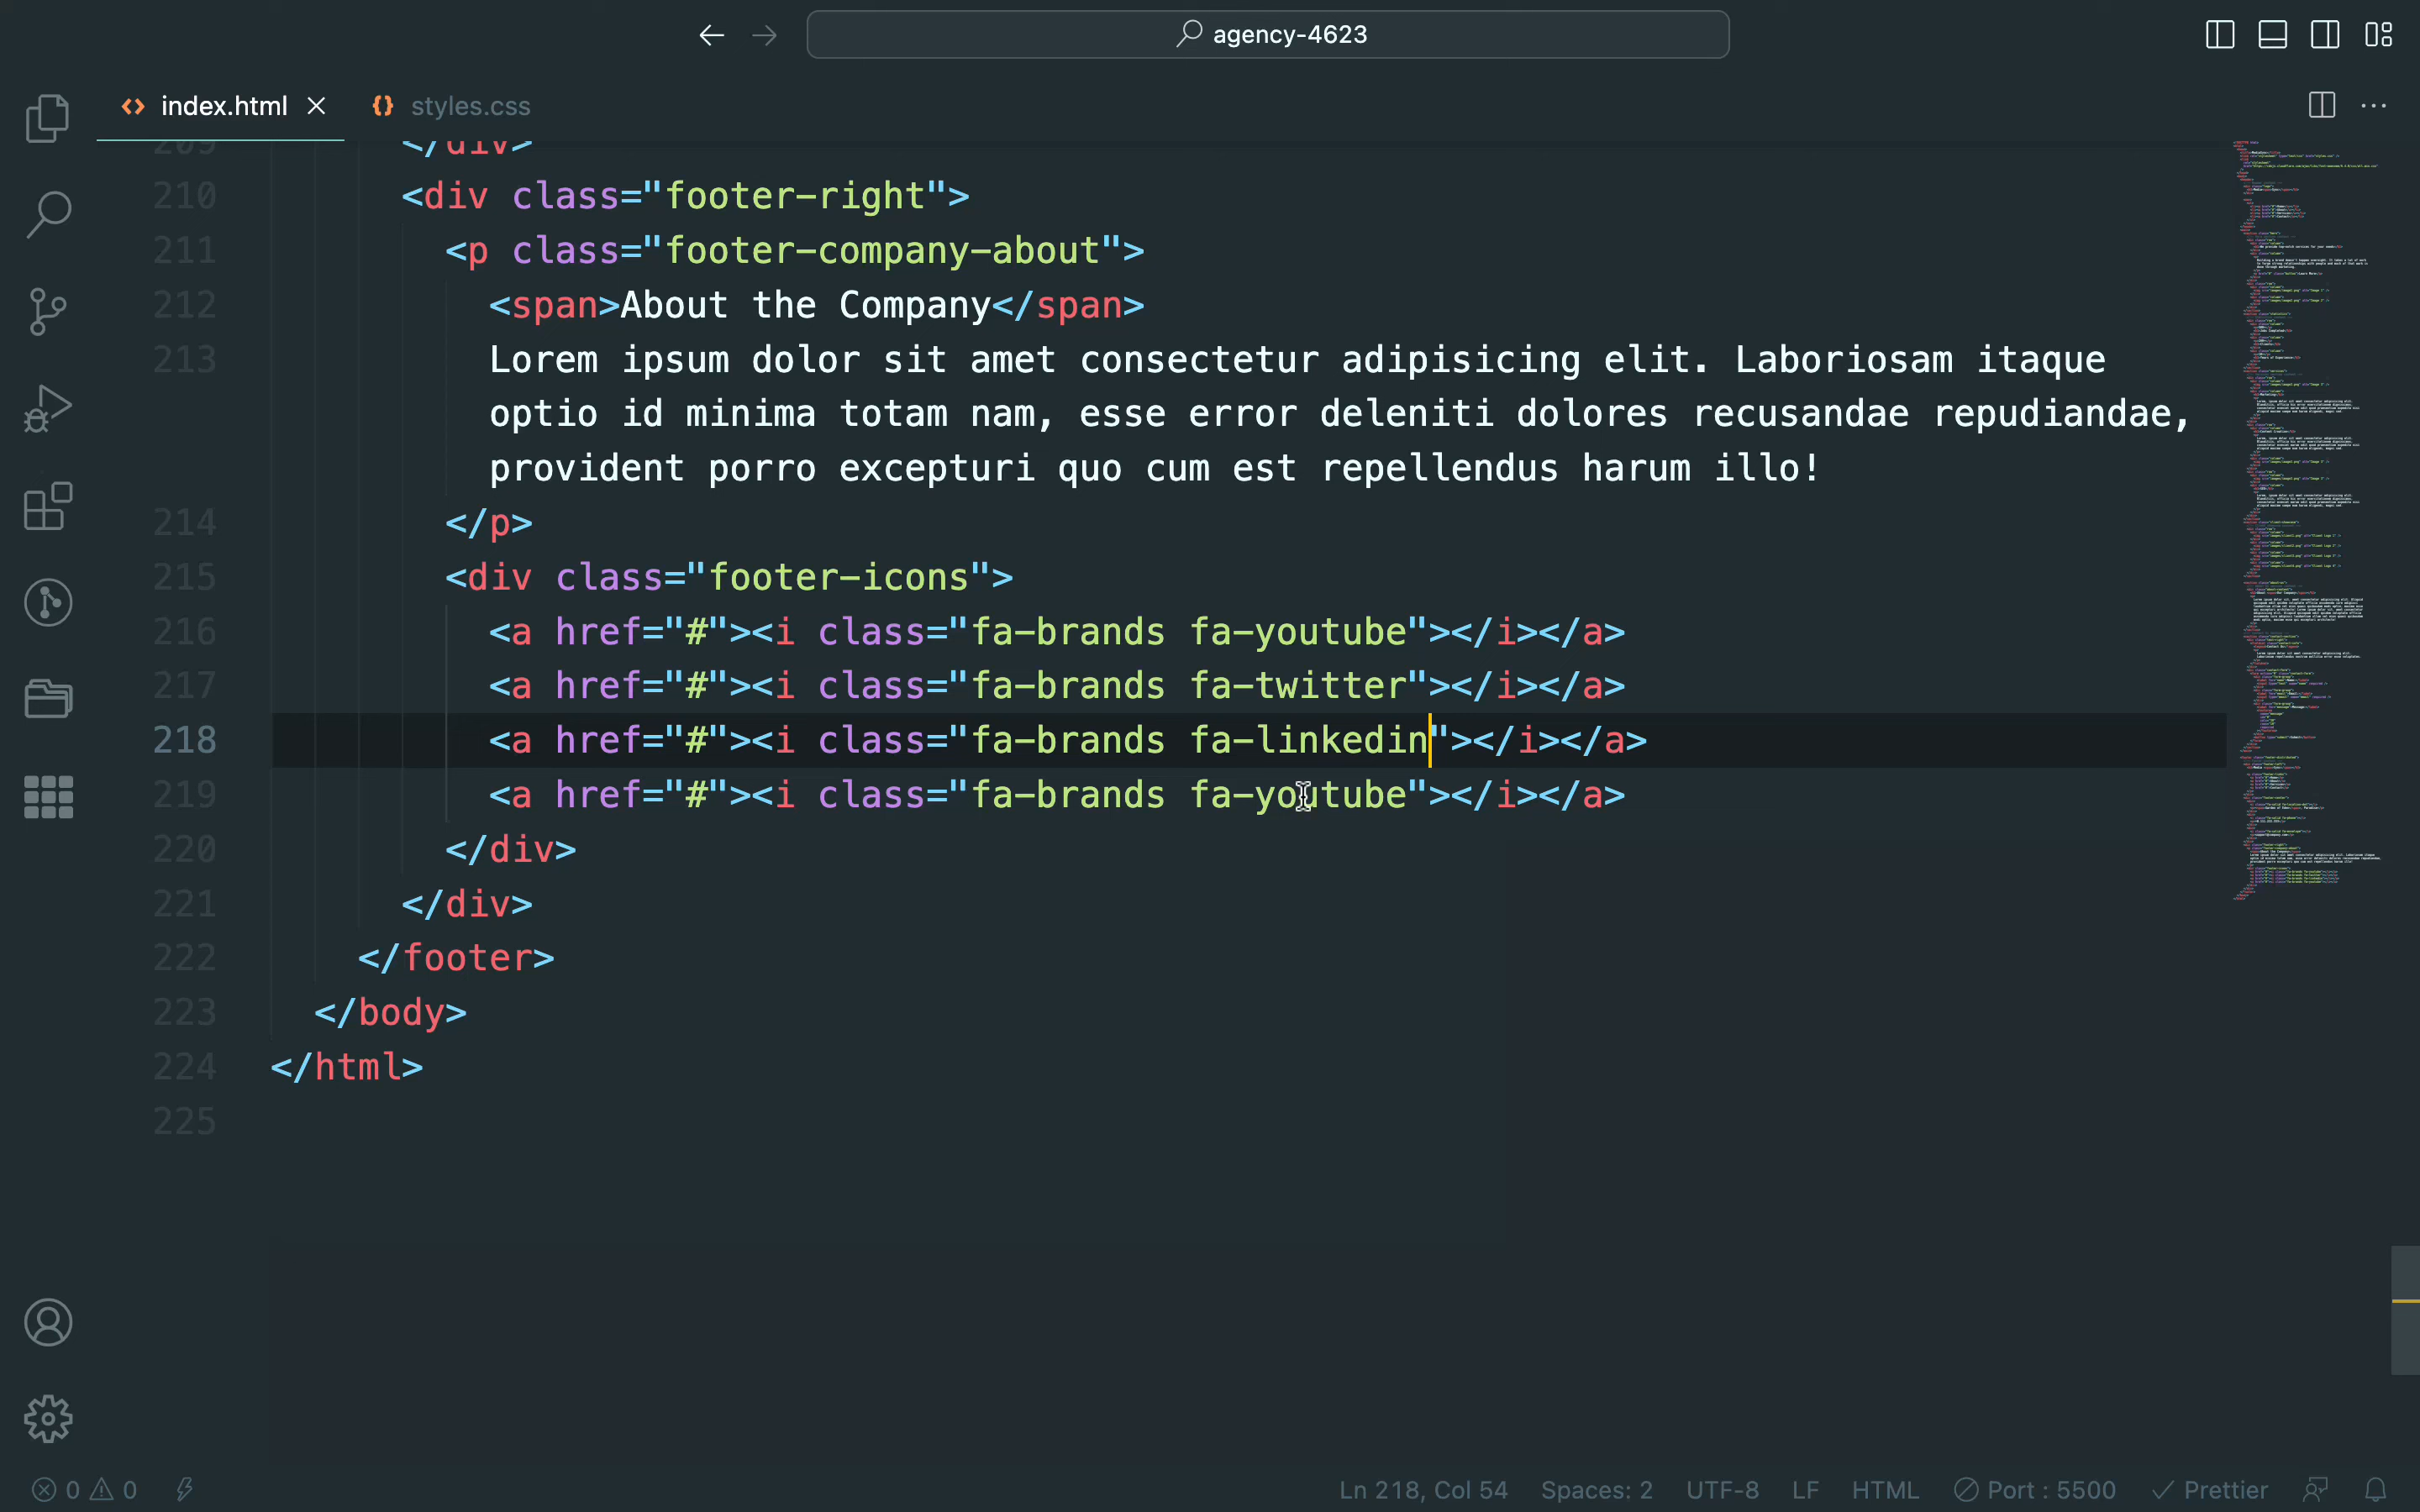 agency-4623
index.html
styles.css
209 </div>
210 <div class="footer-right">
211 <p class="footer-company-about">
212 <span>About the Company</span>
213 Lorem ipsum dolor sit amet consectetur adipisicing elit. Laboriosam itaque
optio id minima totam nam, esse error deleniti dolores recusandae repudiandae,
provident porro excepturi quo cum est repellendus harum illo!
214 </p>
215 <div class="footer-icons">
216 <a href="#"><i class="fa-brands fa-youtube"></i></a>
217 <a href="#"><i class="fa-brands fa-twitter"></i></a>
218 <a href="#"><i class="fa-brands fa-linkedin"></i></a>
219 <a href="#"><i class="fa-brands fa-youtube"></i></a>
220 </div>
221 </div>
222 </footer>
223 </body>
224 </html>
225
0 0 Ln 218, Col 54 Spaces: 2 UTF-8 LF HTML Port : 5500 Prettier